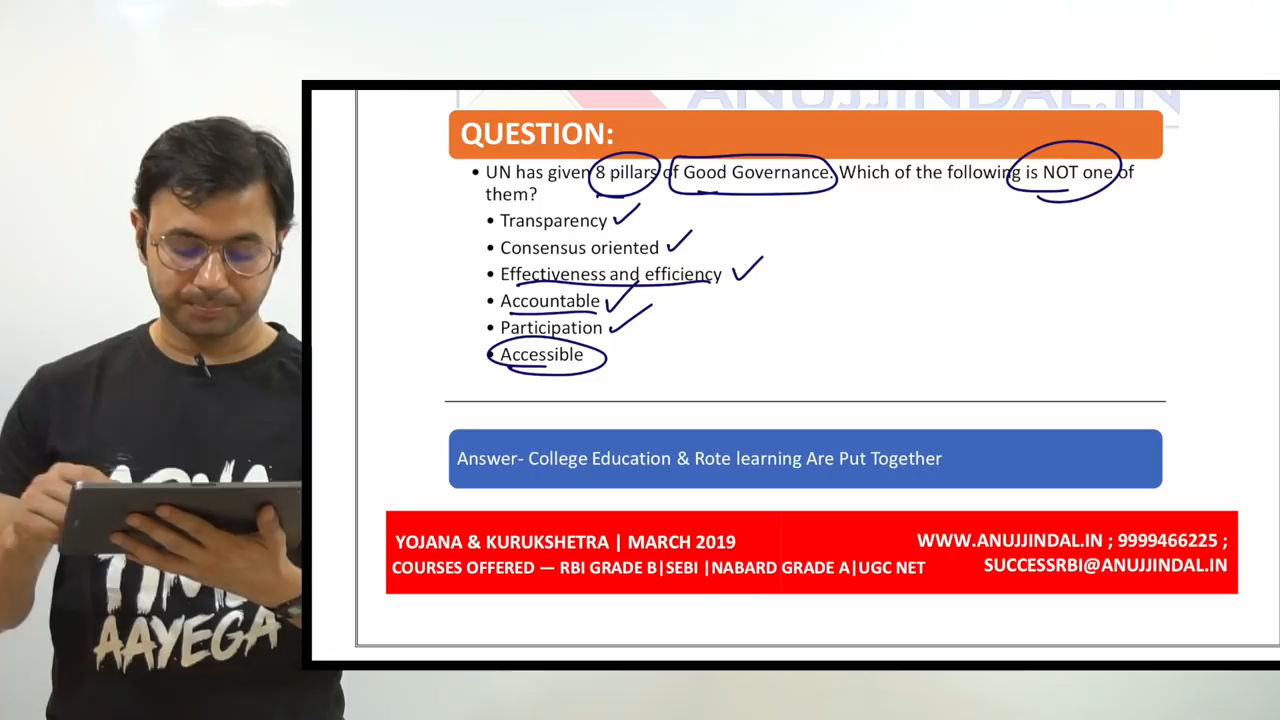 ANUJJINDAL.IN
QUESTION:
• UN has given 8 pillars of Good Governance. Which of the following is NOT one of
them?
• Transparency
• Consensus oriented
• Effectiveness and efficiency
• Accountable
• Participation
• Accessible
Answer- College Education & Rote learning Are Put Together
YOJANA & KURUKSHETRA | MARCH 2019
WWW.ANUJJINDAL.IN ; 9999466225 ;
COURSES OFFERED — RBI GRADE B|SEBI |NABARD GRADE A|UGC NET
SUCCESSRBI@ANUJJINDAL.IN
AAYEGA